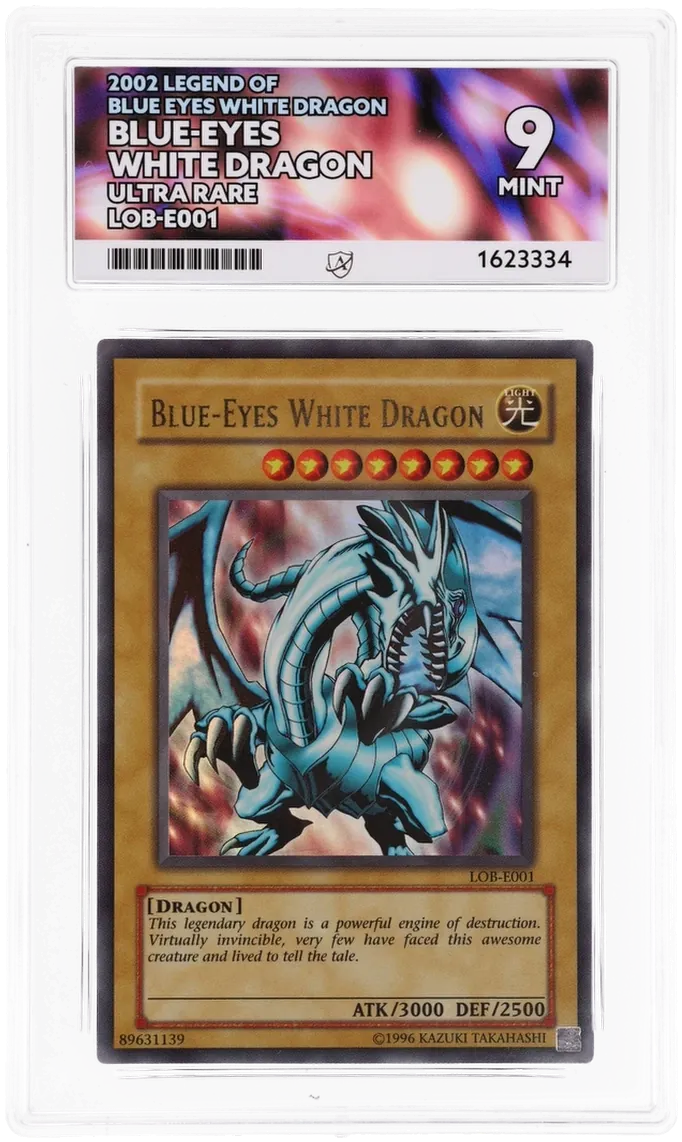 2002 LEGEND OF
BLUE EYES WHITE DRAGON
BLUE-EYES
WHITE DRAGON
ULTRA RARE
LOB-E001
9
MINT
A
1623334
BLUE-EYES WHITE DRAGON
LIGHT
光
LOB-E001
[DRAGON]
This legendary dragon is a powerful engine of destruction.
Virtually invincible, very few have faced this awesome
creature and lived to tell the tale.
ATK/3000 DEF/2500
89631139
©1996 KAZUKI TAKAHASHI